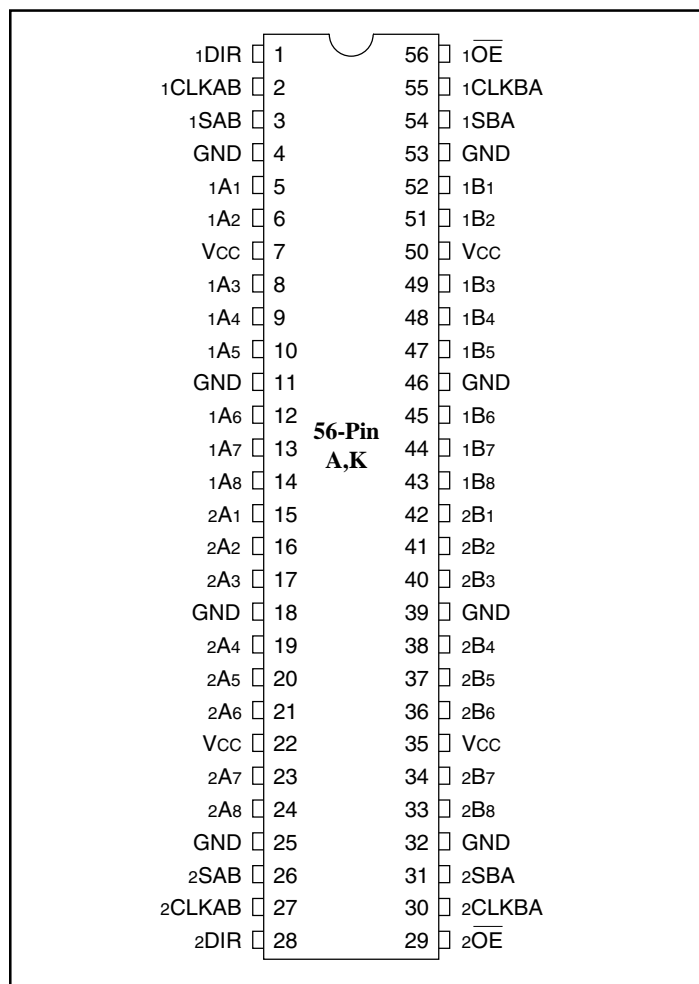 1DIR 1 56 1O̅E̅
1CLKAB 2 55 1CLKBA
1SAB 3 54 1SBA
GND 4 53 GND
1A1 5 52 1B1
1A2 6 51 1B2
VCC 7 50 VCC
1A3 8 49 1B3
1A4 9 48 1B4
1A5 10 47 1B5
GND 11 46 GND
1A6 12 45 1B6
56-Pin
1A7 13 44 1B7
A,K
1A8 14 43 1B8
2A1 15 42 2B1
2A2 16 41 2B2
2A3 17 40 2B3
GND 18 39 GND
2A4 19 38 2B4
2A5 20 37 2B5
2A6 21 36 2B6
VCC 22 35 VCC
2A7 23 34 2B7
2A8 24 33 2B8
GND 25 32 GND
2SAB 26 31 2SBA
2CLKAB 27 30 2CLKBA
2DIR 28 29 2O̅E̅